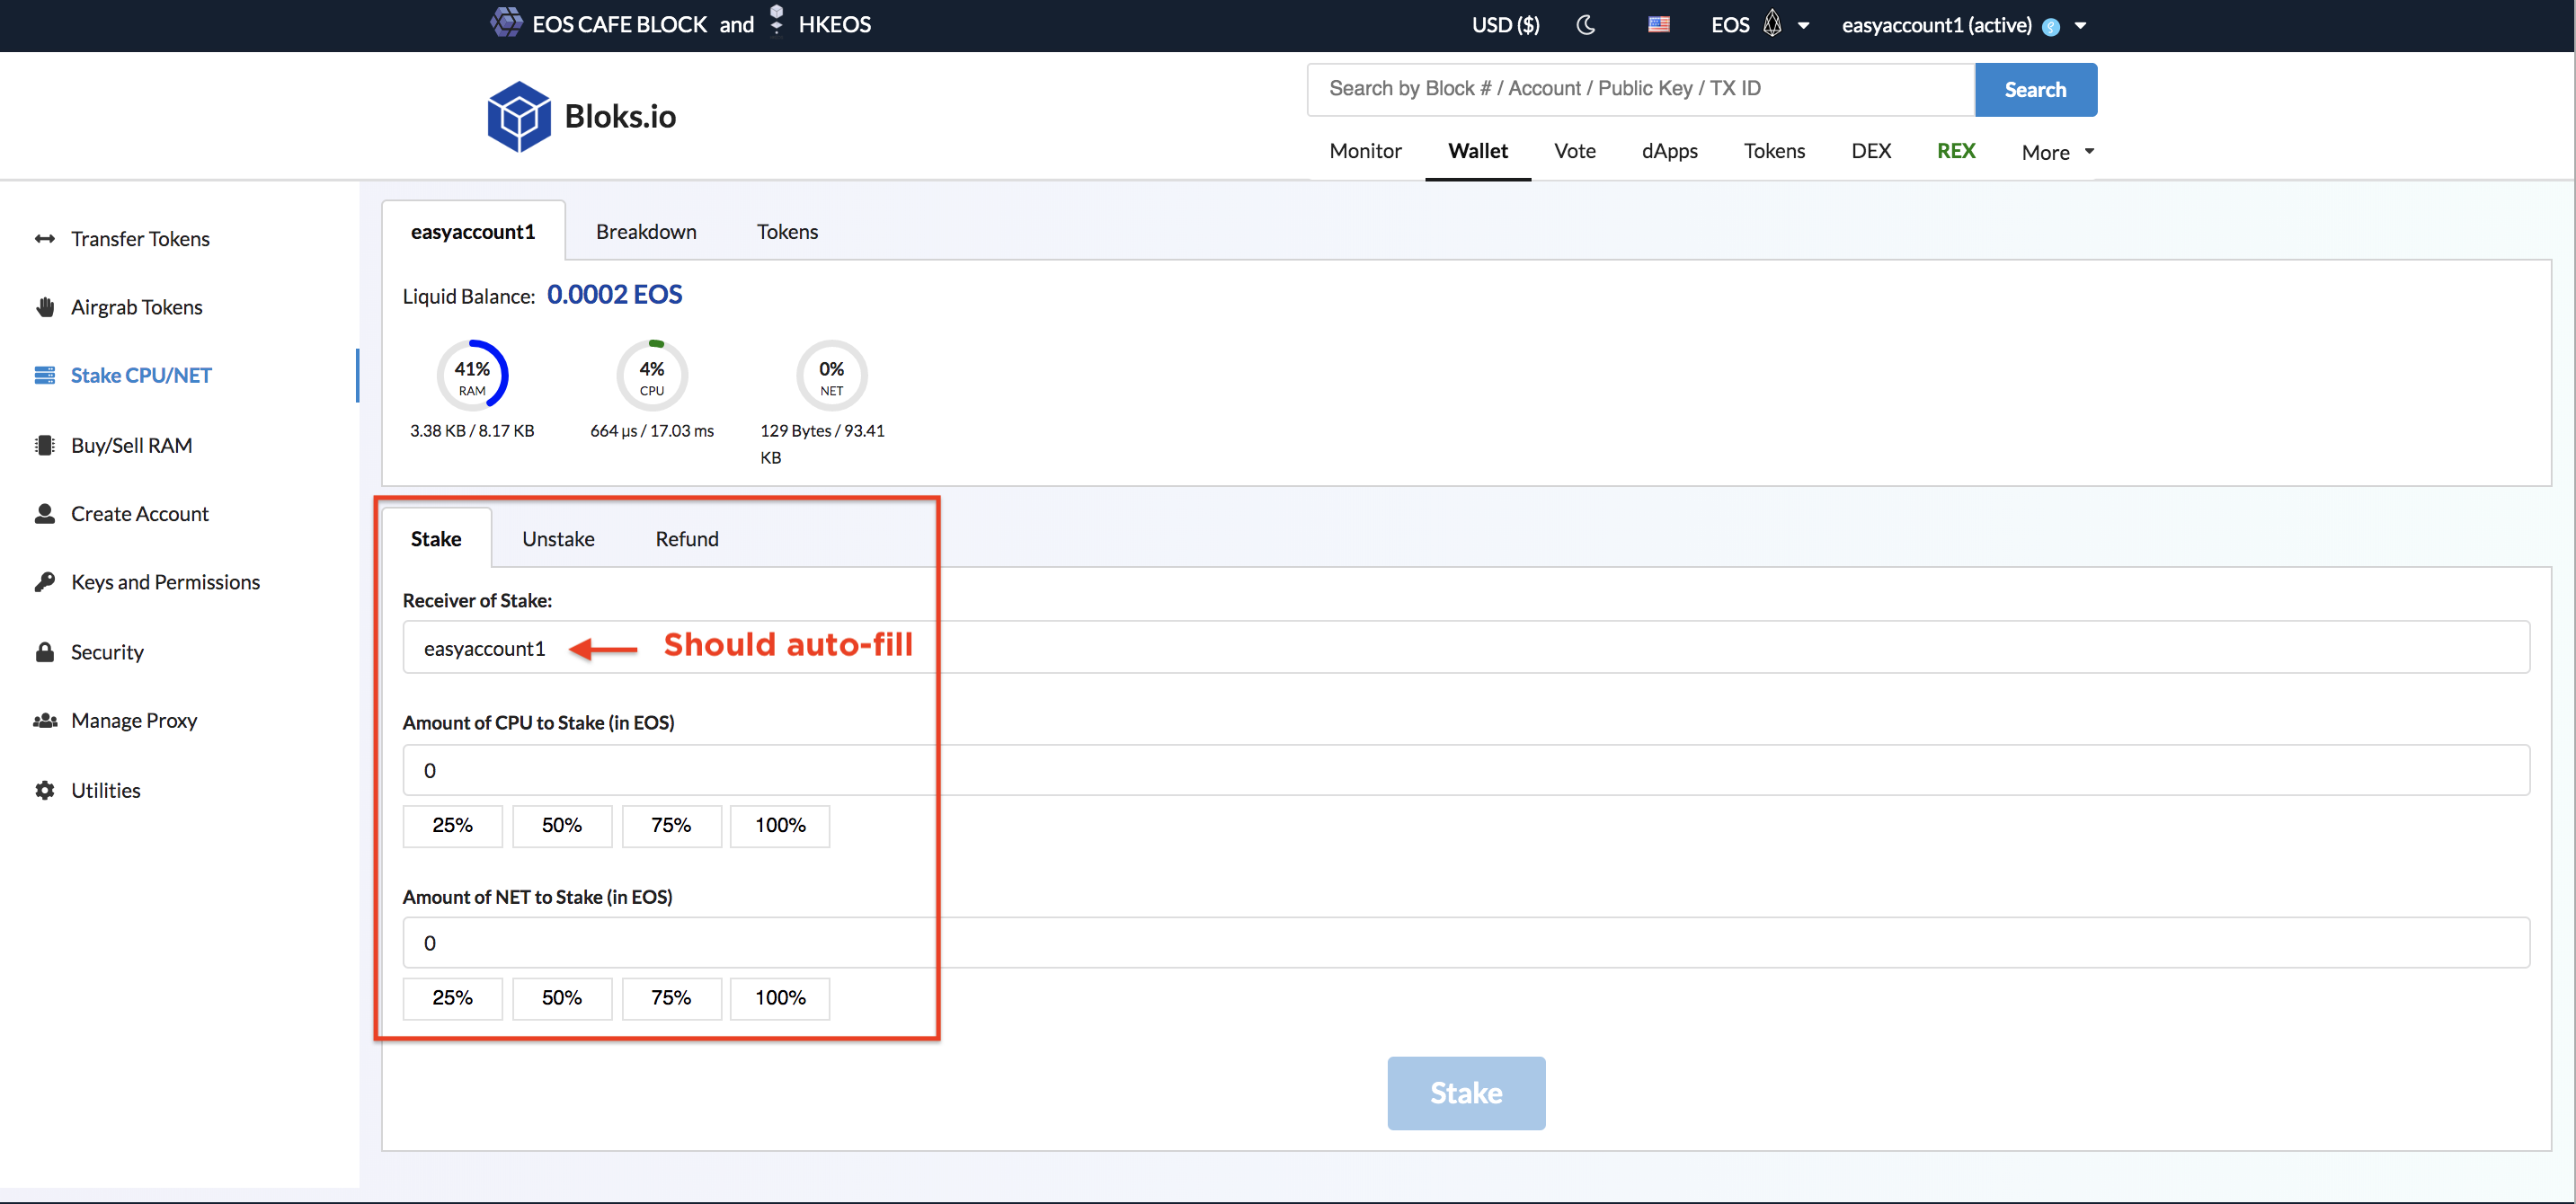 EOS CAFE BLOCK and HKEOS
USD ($)
EOS
easyaccount1 (active)
Bloks.io
Search by Block # / Account / Public Key / TX ID
Search
Monitor
Wallet
Vote
dApps
Tokens
DEX
REX
More
Transfer Tokens
Airgrab Tokens
Stake CPU/NET
Buy/Sell RAM
Create Account
Keys and Permissions
Security
Manage Proxy
Utilities
easyaccount1
Breakdown
Tokens
Liquid Balance: 0.0002 EOS
41%
RAM
3.38 KB / 8.17 KB
4%
CPU
664 µs / 17.03 ms
0%
NET
129 Bytes / 93.41
KB
Stake
Unstake
Refund
Receiver of Stake:
easyaccount1
Should auto-fill
Amount of CPU to Stake (in EOS)
0
25%
50%
75%
100%
Amount of NET to Stake (in EOS)
0
25%
50%
75%
100%
Stake